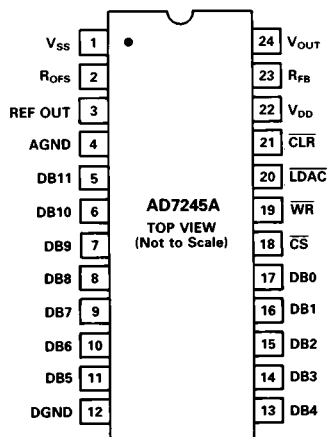 VSS 1 24 VOUT
ROFS 2 23 RFB
REF OUT 3 22 VDD
AGND 4 21 CLR
DB11 5 20 LDAC
DB10 6 AD7245A 19 WR
TOP VIEW
DB9 7 (Not to Scale) 18 CS
DB8 8 17 DB0
DB7 9 16 DB1
DB6 10 15 DB2
DB5 11 14 DB3
DGND 12 13 DB4